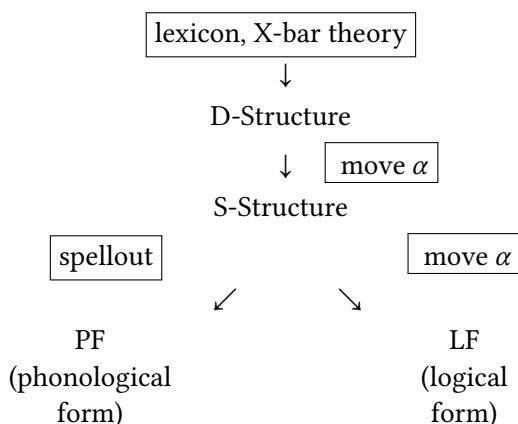 lexicon, X-bar theory
↓
D-Structure
↓ move α
S-Structure
spellout move α
↙ ↘
PF LF
(phonological (logical
form) form)